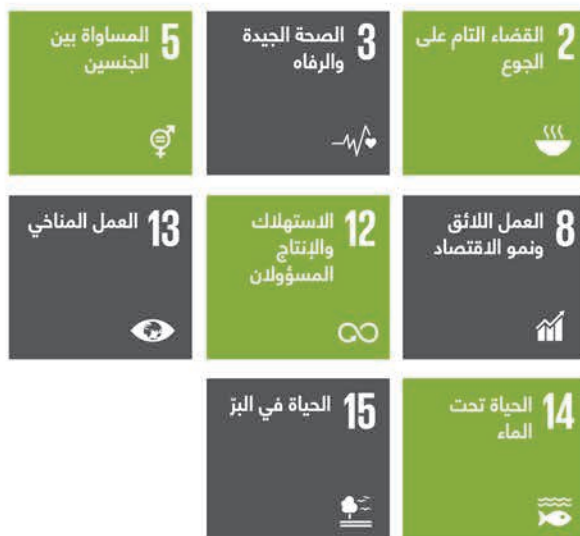 2 القضاء التام على
الجوع
3 الصحة الجيدة
والرفاه
5 المساواة بين
الجنسين
8 العمل اللائق
ونمو الاقتصاد
12 الاستهلاك
والإنتاج
المسؤولان
13 العمل المناخي
14 الحياة تحت
الماء
15 الحياة في البرّ